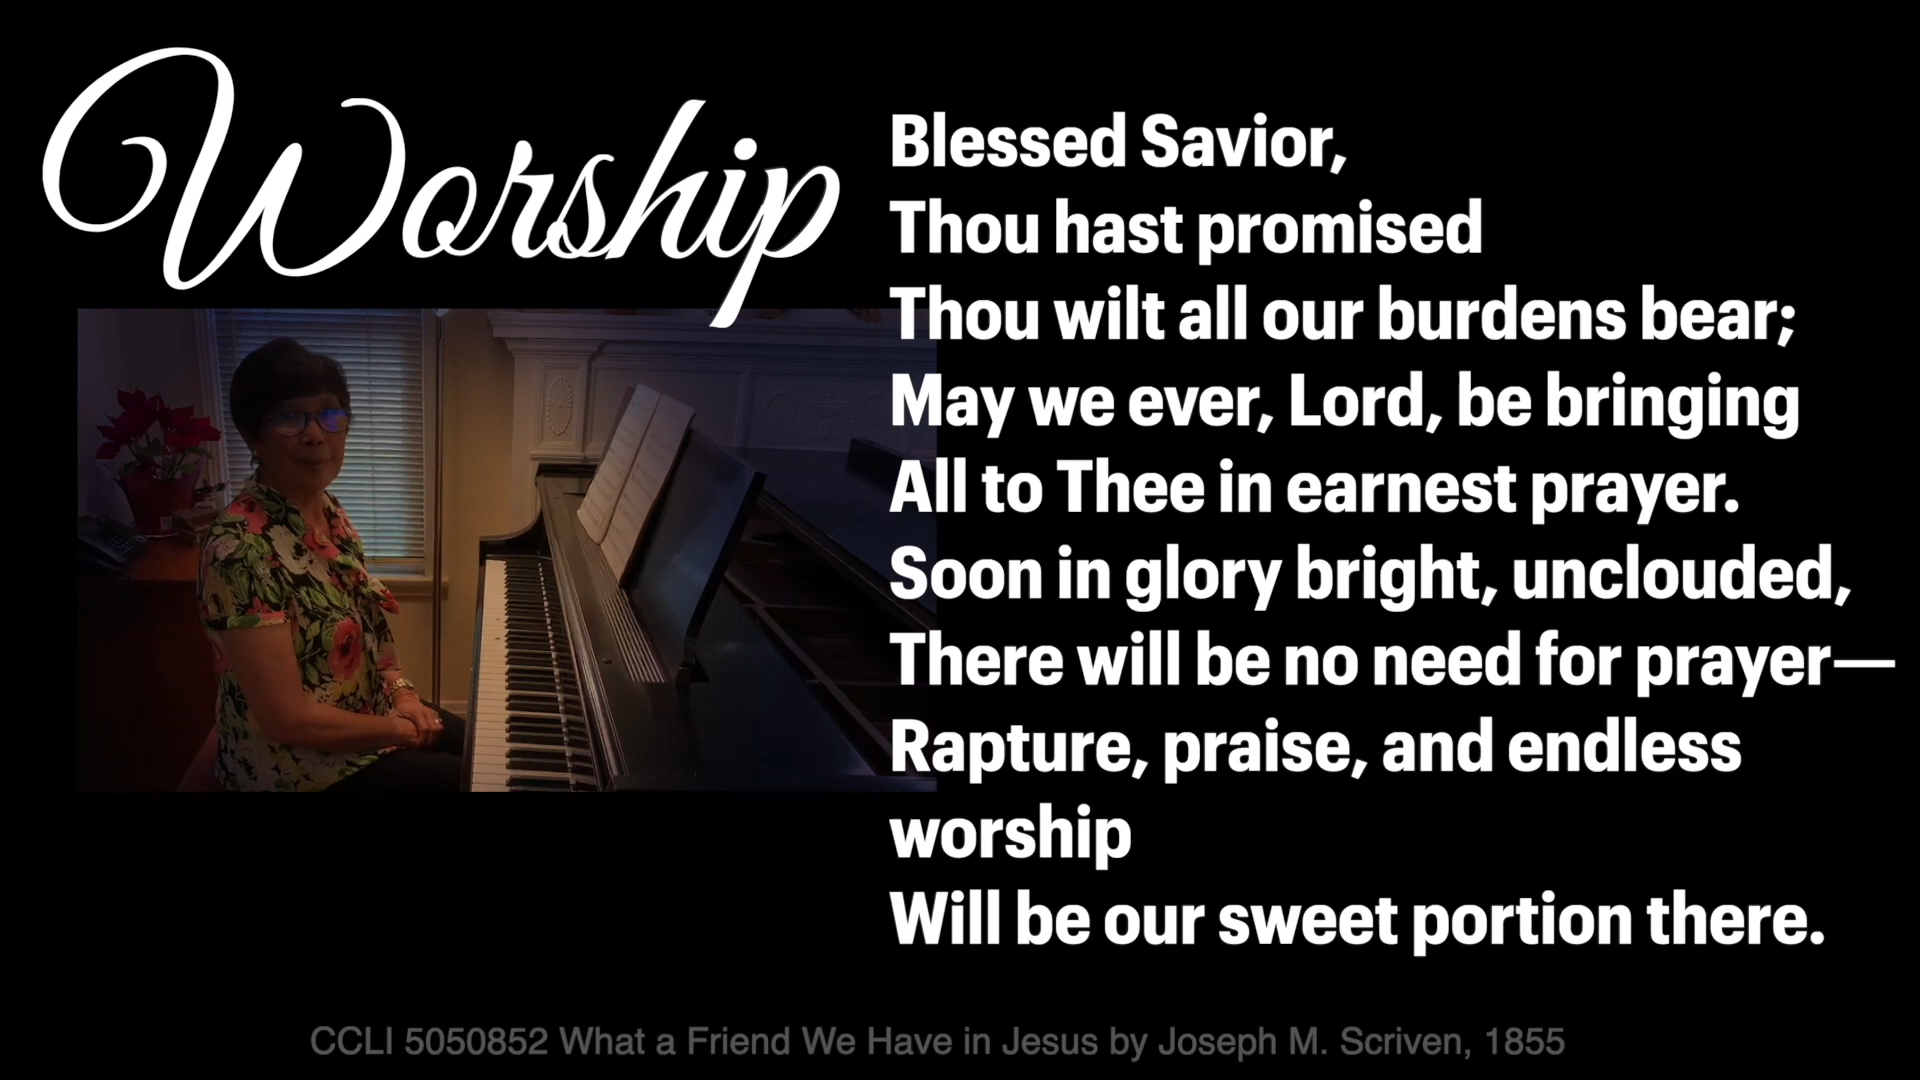 Worship
Blessed Savior,
Thou hast promised
Thou wilt all our burdens bear;
May we ever, Lord, be bringing
All to Thee in earnest prayer.
Soon in glory bright, unclouded,
There will be no need for prayer—
Rapture, praise, and endless
worship
Will be our sweet portion there.
CCLI 5050852 What a Friend We Have in Jesus by Joseph M. Scriven, 1855